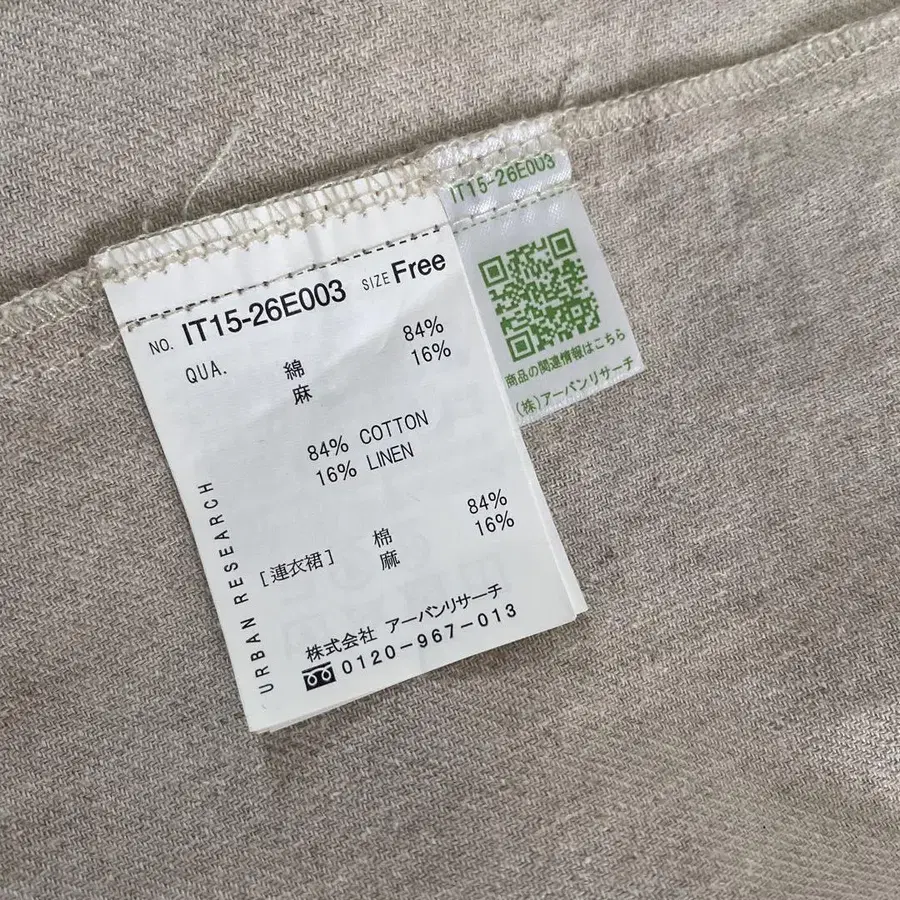 NO. IT15-26E003 SIZE Free
QUA. 綿 84%
麻 16%
84% COTTON
16% LINEN
[連衣裙] 棉 84%
麻 16%
株式会社 アーバンリサーチ
0120-967-013
URBAN RESEARCH
IT15-26E003
商品の関連情報はこちら
(株)アーバンリサーチ